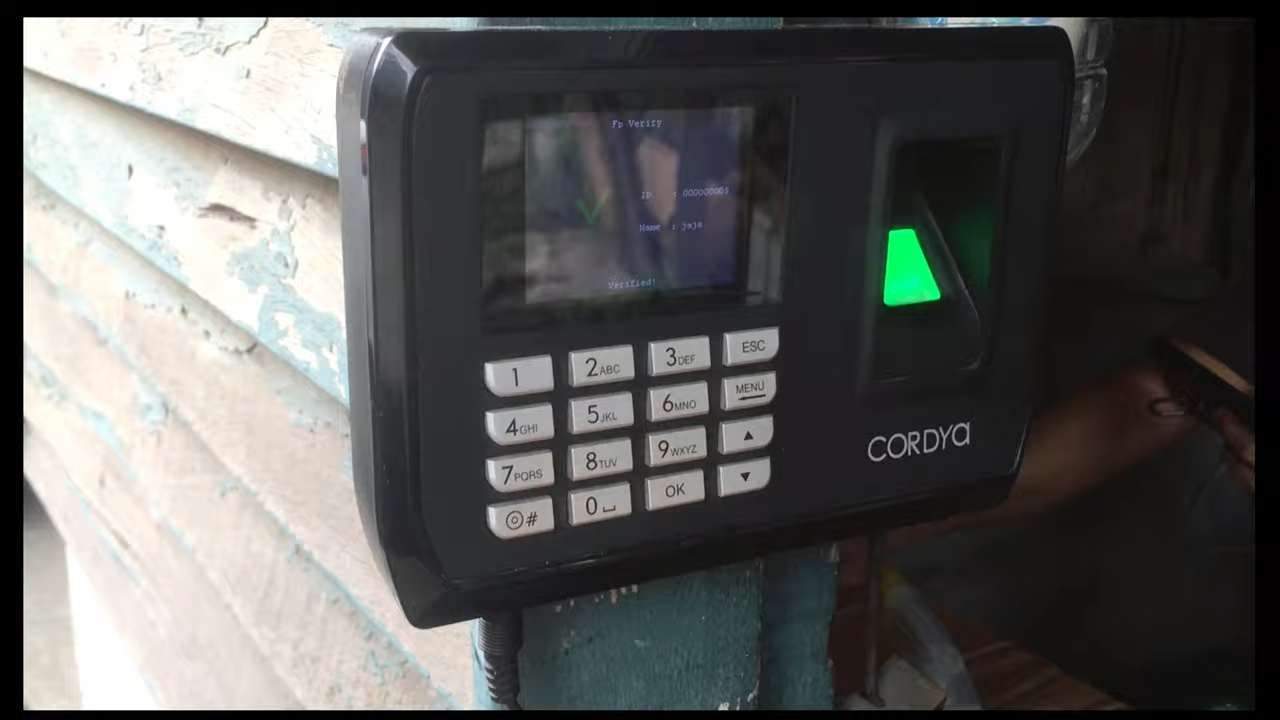 Fp Verify
ID : 000000009
Name : jaja
Verified!
1 2ABC 3DEF ESC
4GHI 5JKL 6MNO MENU
7PQRS 8TUV 9WXYZ ▲
# 0 OK ▼
CORDYA